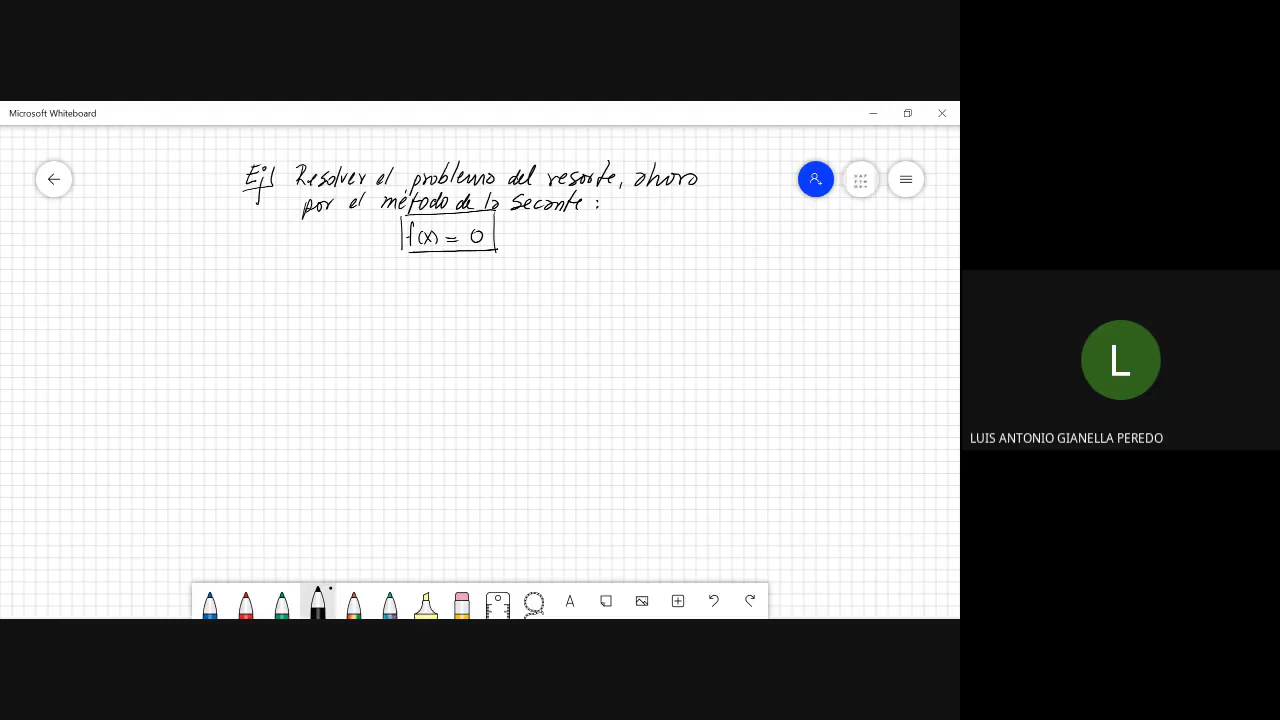 Microsoft Whiteboard
Ej Resolver el problema del resorte, ahora
por el método de la Secante :
f(x) = 0
A
L
LUIS ANTONIO GIANELLA PEREDO